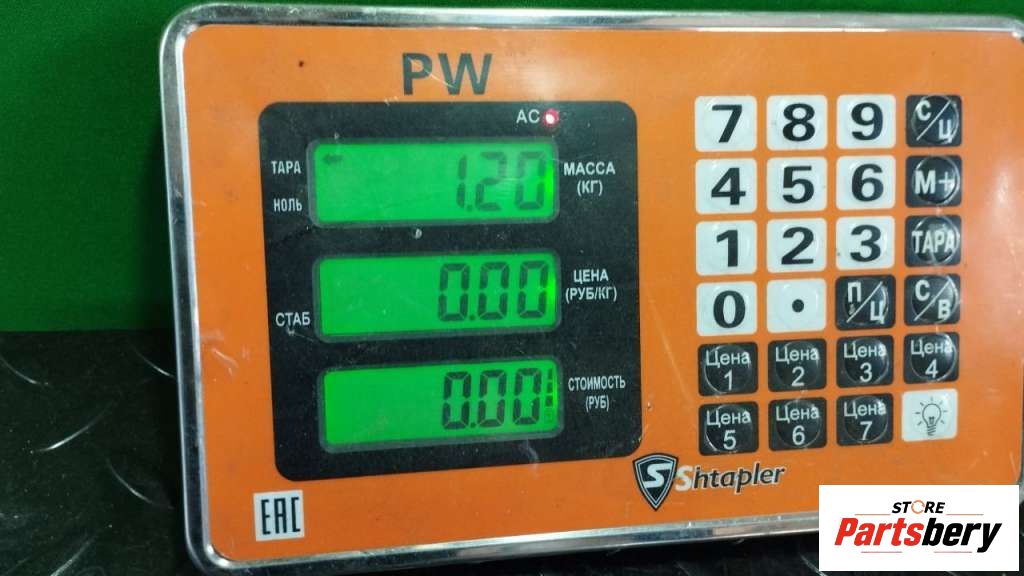 PW
AC
ТАРА
НОЛЬ
1.20
МАССА
(КГ)
СТАБ
0.00
ЦЕНА
(РУБ/КГ)
0.00
СТОИМОСТЬ
(РУБ)
7 8 9 С/Ц
4 5 6 М+
1 2 3 ТАРА
0 . П/Ц С/В
Цена 1 Цена 2 Цена 3 Цена 4
Цена 5 Цена 6 Цена 7
S Shtapler
EAC
STORE
Partsbery